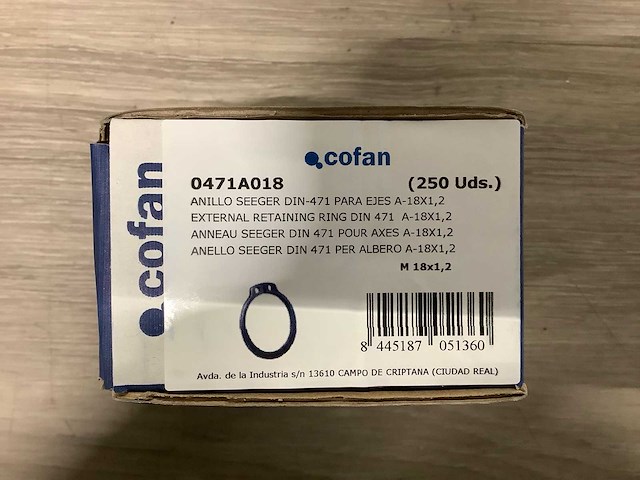 cofan
cofan
0471A018 (250 Uds.)
ANILLO SEEGER DIN-471 PARA EJES A-18X1,2
EXTERNAL RETAINING RING DIN 471 A-18X1,2
ANNEAU SEEGER DIN 471 POUR AXES A-18X1,2
ANELLO SEEGER DIN 471 PER ALBERO A-18X1,2
M 18x1,2
8 445187 051360
Avda. de la Industria s/n 13610 CAMPO DE CRIPTANA (CIUDAD REAL)